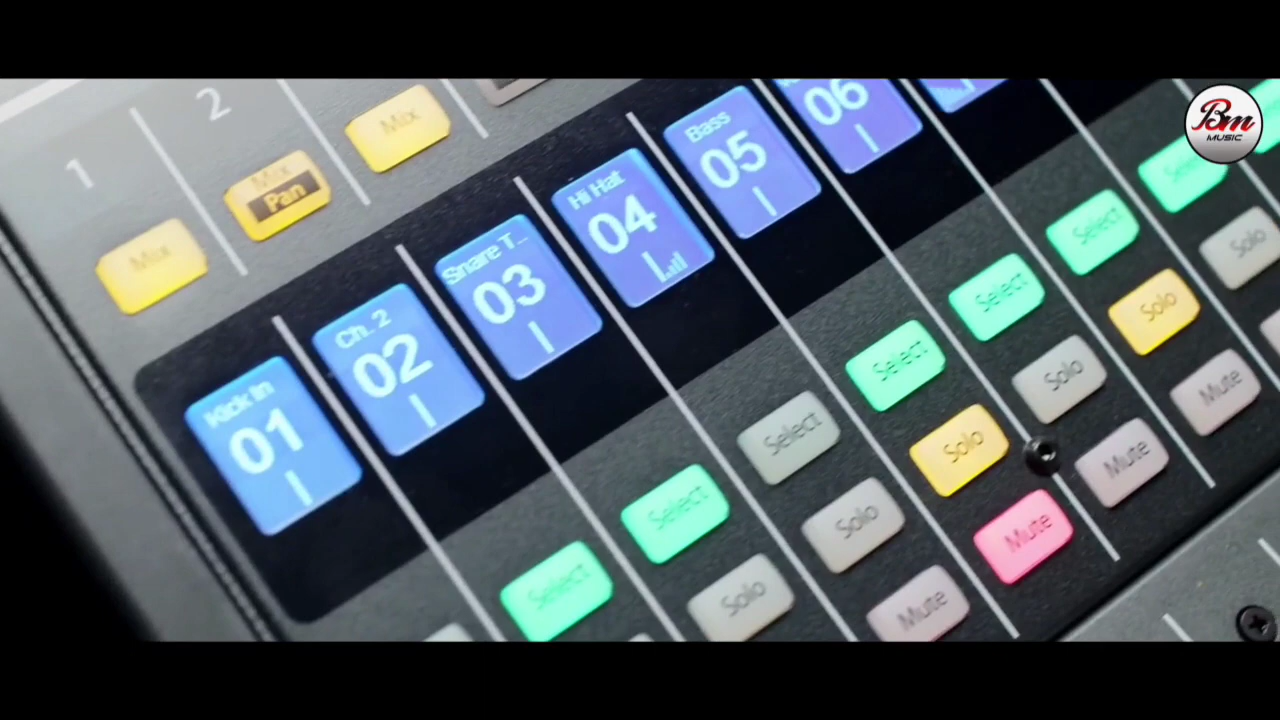 1
2
Mix
Mix
Pan
Mix
Kick In
01
Ch. 2
02
Snare T...
03
Hi Hat
04
Bass
05
06
Select
Select
Select
Select
Select
Select
Select
Solo
Solo
Solo
Solo
Solo
Solo
Mute
Mute
Mute
Mute
Bm
MUSIC